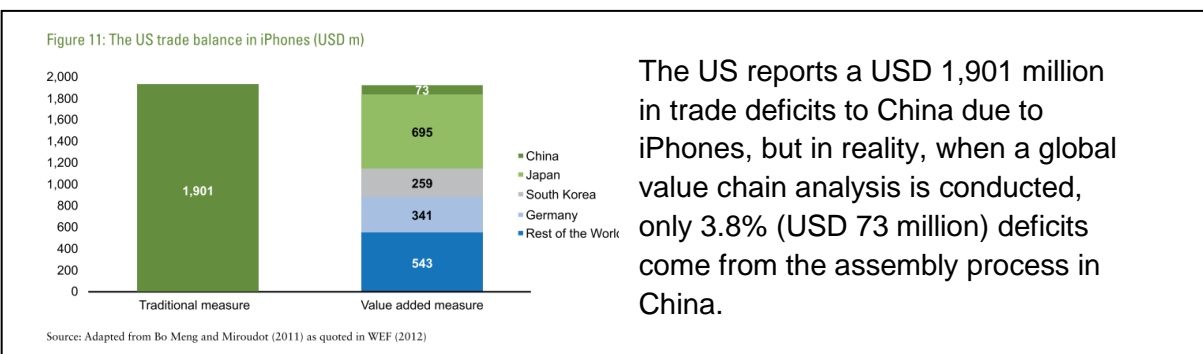 Figure 11: The US trade balance in iPhones (USD m)
2,000
1,800
1,600
1,400
1,200
1,000
800
600
400
200
0
1,901
73
695
259
341
543
Traditional measure
Value added measure
China
Japan
South Korea
Germany
Rest of the Worl
Source: Adapted from Bo Meng and Miroudot (2011) as quoted in WEF (2012)
The US reports a USD 1,901 million
in trade deficits to China due to
iPhones, but in reality, when a global
value chain analysis is conducted,
only 3.8% (USD 73 million) deficits
come from the assembly process in
China.